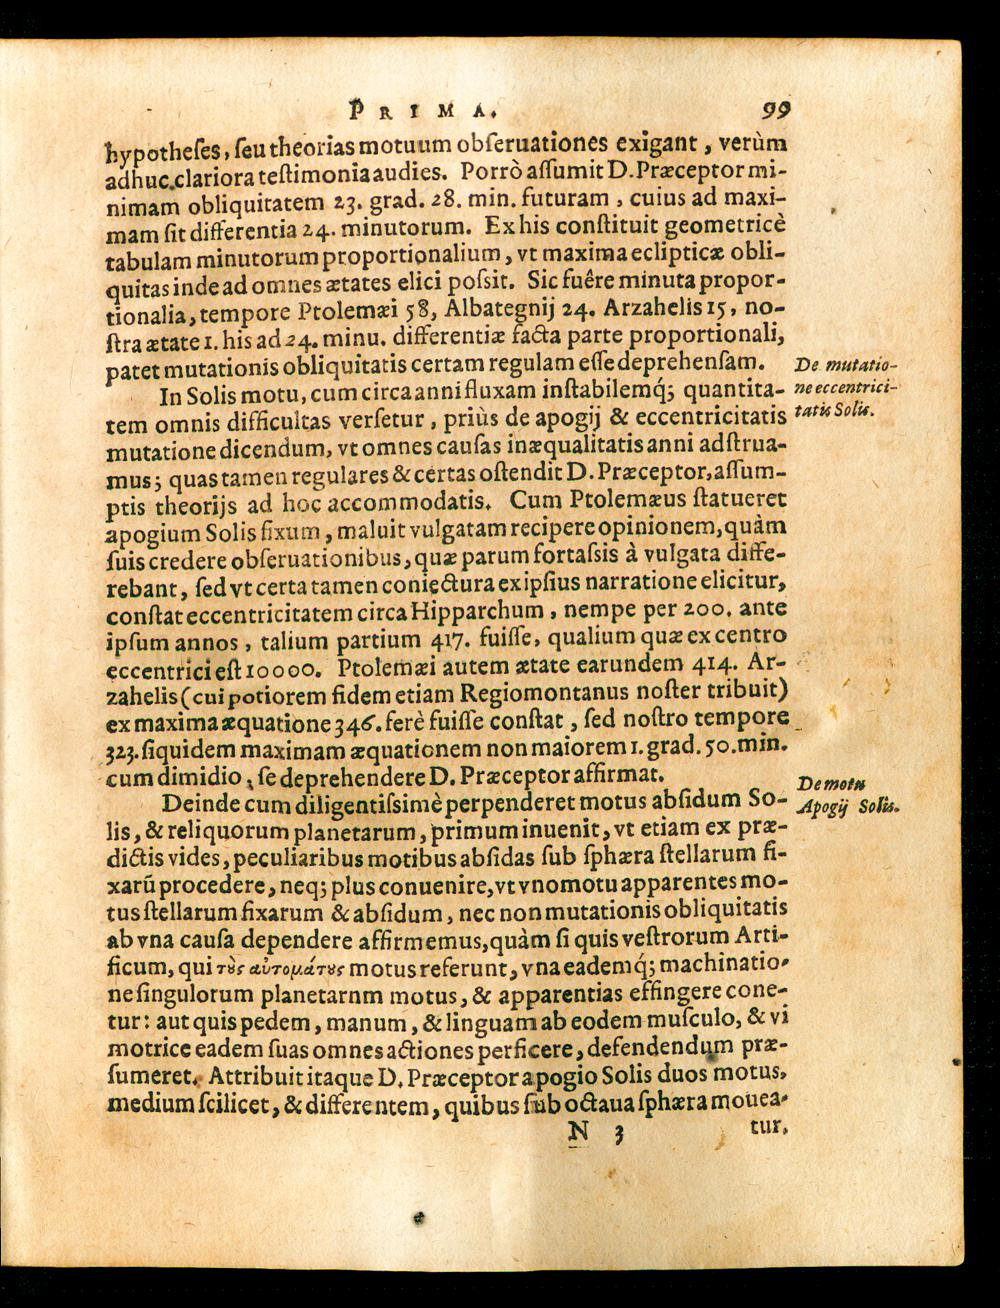 PRIMA. 99
hypotheſes, ſeu theorias motuum obſeruationes exigant, verùm
adhuc clariora teſtimonia audies. Porrò aſſumit D. Præceptor mi-
nimam obliquitatem 23. grad. 28. min. futuram, cuius ad maxi-
mam ſit differentia 24. minutorum. Ex his conſtituit geometricè
tabulam minutorum proportionalium, vt maxima eclipticæ obli-
quitas inde ad omnes ætates elici poſsit. Sic fuêre minuta propor-
tionalia, tempore Ptolemæi 58, Albategnij 24. Arzahelis 15, no-
ſtra ætate 1. his ad 24. minu. differentiæ facta parte proportionali,
patet mutationis obliquitatis certam regulam eſſe deprehenſam.
De mutatio-
ne eccentrici-
tatis Solis.
In Solis motu, cum circa anni fluxam inſtabilemq́; quantita-
tem omnis difficultas verſetur, priùs de apogij & eccentricitatis
mutatione dicendum, vt omnes cauſas inæqualitatis anni adſtrua-
mus; quas tamen regulares & certas oſtendit D. Præceptor, aſſum-
ptis theorijs ad hoc accommodatis. Cum Ptolemæus ſtatueret
apogium Solis fixum, maluit vulgatam recipere opinionem, quàm
ſuis credere obſeruationibus, quæ parum fortaſsis à vulgata diffe-
rebant, ſed vt certa tamen coniectura ex ipſius narratione elicitur,
conſtat eccentricitatem circa Hipparchum, nempe per 200. ante
ipſum annos, talium partium 417. fuiſſe, qualium quæ ex centro
eccentrici eſt 10000. Ptolemæi autem ætate earundem 414. Ar-
zahelis (cui potiorem fidem etiam Regiomontanus noſter tribuit)
ex maxima æquatione 346. ferè fuiſſe conſtat, ſed noſtro tempore
323. ſiquidem maximam æquationem non maiorem 1. grad. 50. min.
cum dimidio, ſe deprehendere D. Præceptor affirmat.
De motu
Apogij Solis.
Deinde cum diligentiſsimè perpenderet motus abſidum So-
lis, & reliquorum planetarum, primum inuenit, vt etiam ex præ-
dictis vides, peculiaribus motibus abſidas ſub ſphæra ſtellarum fi-
xarũ procedere, neq; plus conuenire, vt vno motu apparentes mo-
tus ſtellarum fixarum & abſidum, nec non mutationis obliquitatis
ab vna cauſa dependere affirmemus, quàm ſi quis veſtrorum Arti-
ficum, qui τοὺς αὐτομάτους motus referunt, vna eademq́; machinatio-
ne ſingulorum planetarnm motus, & apparentias effingere cone-
tur: aut quis pedem, manum, & linguam ab eodem muſculo, & vi
motrice eadem ſuas omnes actiones perficere, defendendum præ-
ſumeret. Attribuit itaque D. Præceptor apogio Solis duos motus,
medium ſcilicet, & differentem, quibus ſub octaua ſphæra mouea-
N 3 tur,